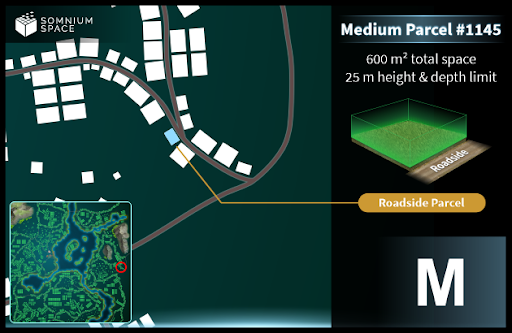 SOMNIUM
SPACE
Medium Parcel #1145
600 m² total space
25 m height & depth limit
Roadside
Roadside Parcel
M